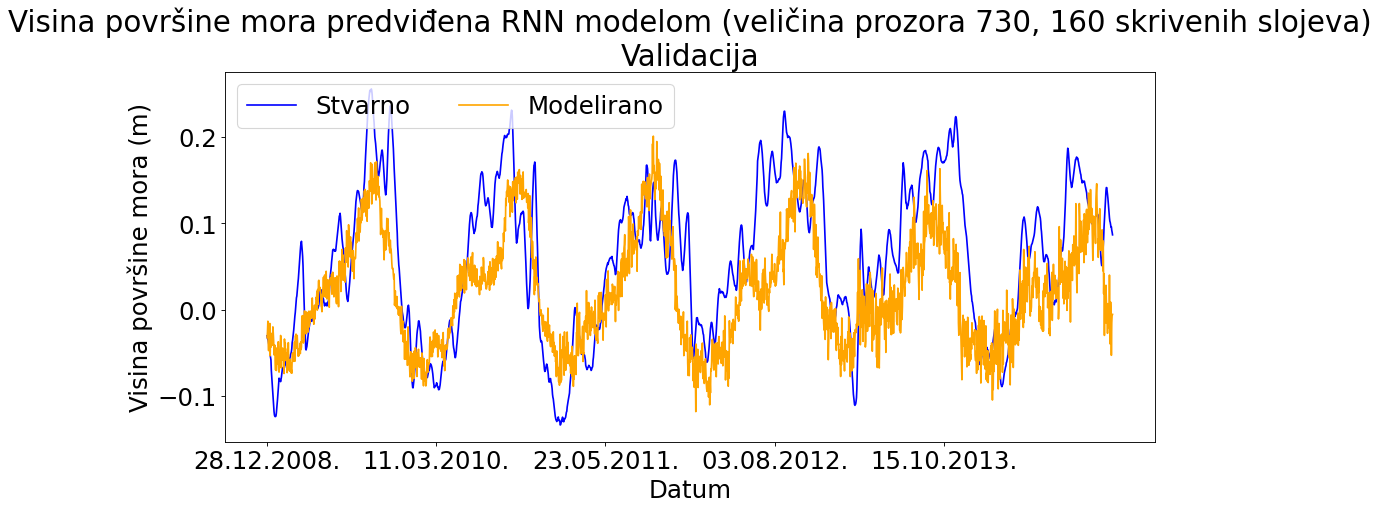 Visina površine mora predviđena RNN modelom (veličina prozora 730, 160 skrivenih slojeva)
Validacija
Stvarno
Modelirano
Visina površine mora (m)
0.2
0.1
0.0
−0.1
28.12.2008.
11.03.2010.
23.05.2011.
03.08.2012.
15.10.2013.
Datum